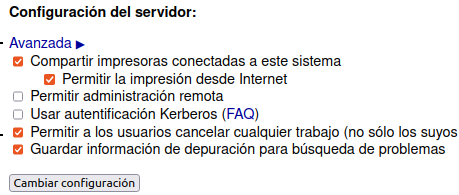 Configuración del servidor:
Avanzada ▶
Compartir impresoras conectadas a este sistema
Permitir la impresión desde Internet
Permitir administración remota
Usar autentificación Kerberos (FAQ)
Permitir a los usuarios cancelar cualquier trabajo (no sólo los suyos
Guardar información de depuración para búsqueda de problemas
Cambiar configuración